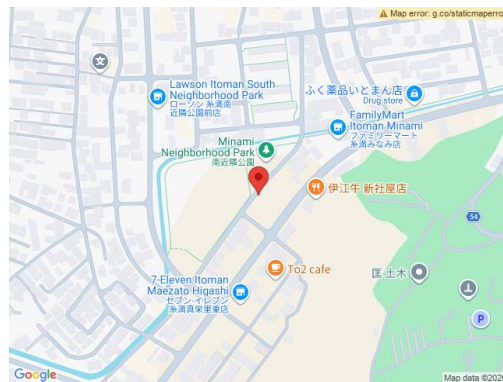 Map error: g.co/staticmaperro
文
Lawson Itoman South
Neighborhood Park
ローソン 糸満南
近隣公園前店
ふく薬品いとまん店
Drug store
FamilyMart
Itoman Minami
ファミリーマート
糸満みなみ店
Minami
Neighborhood Park
南近隣公園
伊江牛 新社屋店
54
To2 cafe
匡 土木
7-Eleven Itoman
Maezato Higashi
セブン-イレブン
糸満真栄里東店
P
Google
Map data ©202